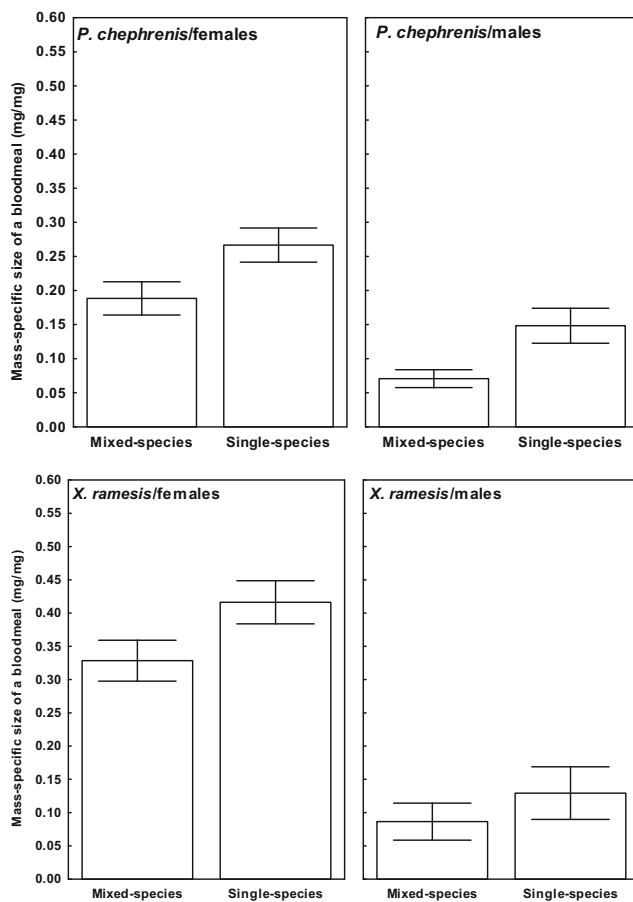 P. chephrenis/females
P. chephrenis/males
Mass-specific size of a bloodmeal (mg/mg)
0.60
0.55
0.50
0.45
0.40
0.35
0.30
0.25
0.20
0.15
0.10
0.05
0.00
Mixed-species Single-species
Mixed-species Single-species
X. ramesis/females
X. ramesis/males
Mass-specific size of a bloodmeal (mg/mg)
0.60
0.55
0.50
0.45
0.40
0.35
0.30
0.25
0.20
0.15
0.10
0.05
0.00
Mixed-species Single-species
Mixed-species Single-species